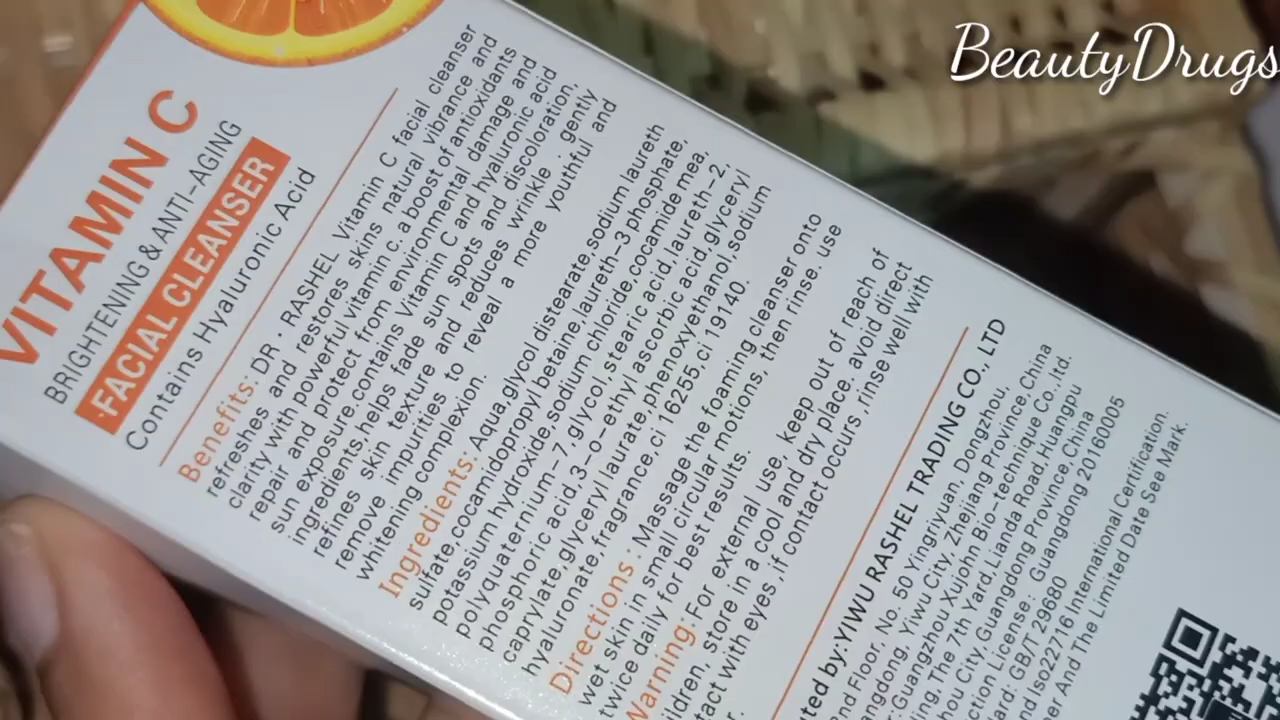 BeautyDrugs
VITAMIN C
BRIGHTENING & ANTI-AGING
·FACIAL CLEANSER
Contains Hyaluronic Acid
Benefits: DR · RASHEL Vitamin C facial cleanser
refreshes and restores skins natural vibrance and
clarity with powerful vitamin c. a boost of antioxidants
repair and protect from environmental damage and
sun exposure.contains Vitamin C and hyaluronic acid
ingredients,helps fade sun spots and discoloration,
refines skin texture and reduces wrinkle . gently
remove impurities to reveal a more youthful and
whitening complexion.
Ingredients: Aqua,glycol distearate,sodium laureth
sulfate,cocamidopropyl betaine,laureth-3 phosphate,
potassium hydroxide,sodium chloride,cocamide mea,
polyquaternium-7,glycol, stearic acid,laureth-2,
phosphoric acid,3-o-ethyl ascorbic acid,glyceryl
caprylate,glyceryl laurate,phenoxyethanol,sodium
hyaluronate,fragrance,ci 16255,ci 19140.
Directions : Massage the foaming cleanser onto
wet skin in small circular motions, then rinse. use
twice daily for best results.
Warning: For external use, keep out of reach of
ildren, store in a cool and dry place, avoid direct
tact with eyes ,if contact occurs ,rinse well with
r.
ted by:YIWU RASHEL TRADING CO., LTD
nd Floor, No. 50 Yingriyuan, Dongzhou,
angdong, Yiwu City, Zhejiang Province,China
:Guangzhou Xujohn Bio-technique Co.,ltd.
ing,The 7th Yard,Lianda Road,Huangpu
hou City,Guangdong Province,China
ction License: Guangdong 20160005
ard: GB/T 29680
nd Iso22716 International Certification.
er And The Limited Date See Mark.